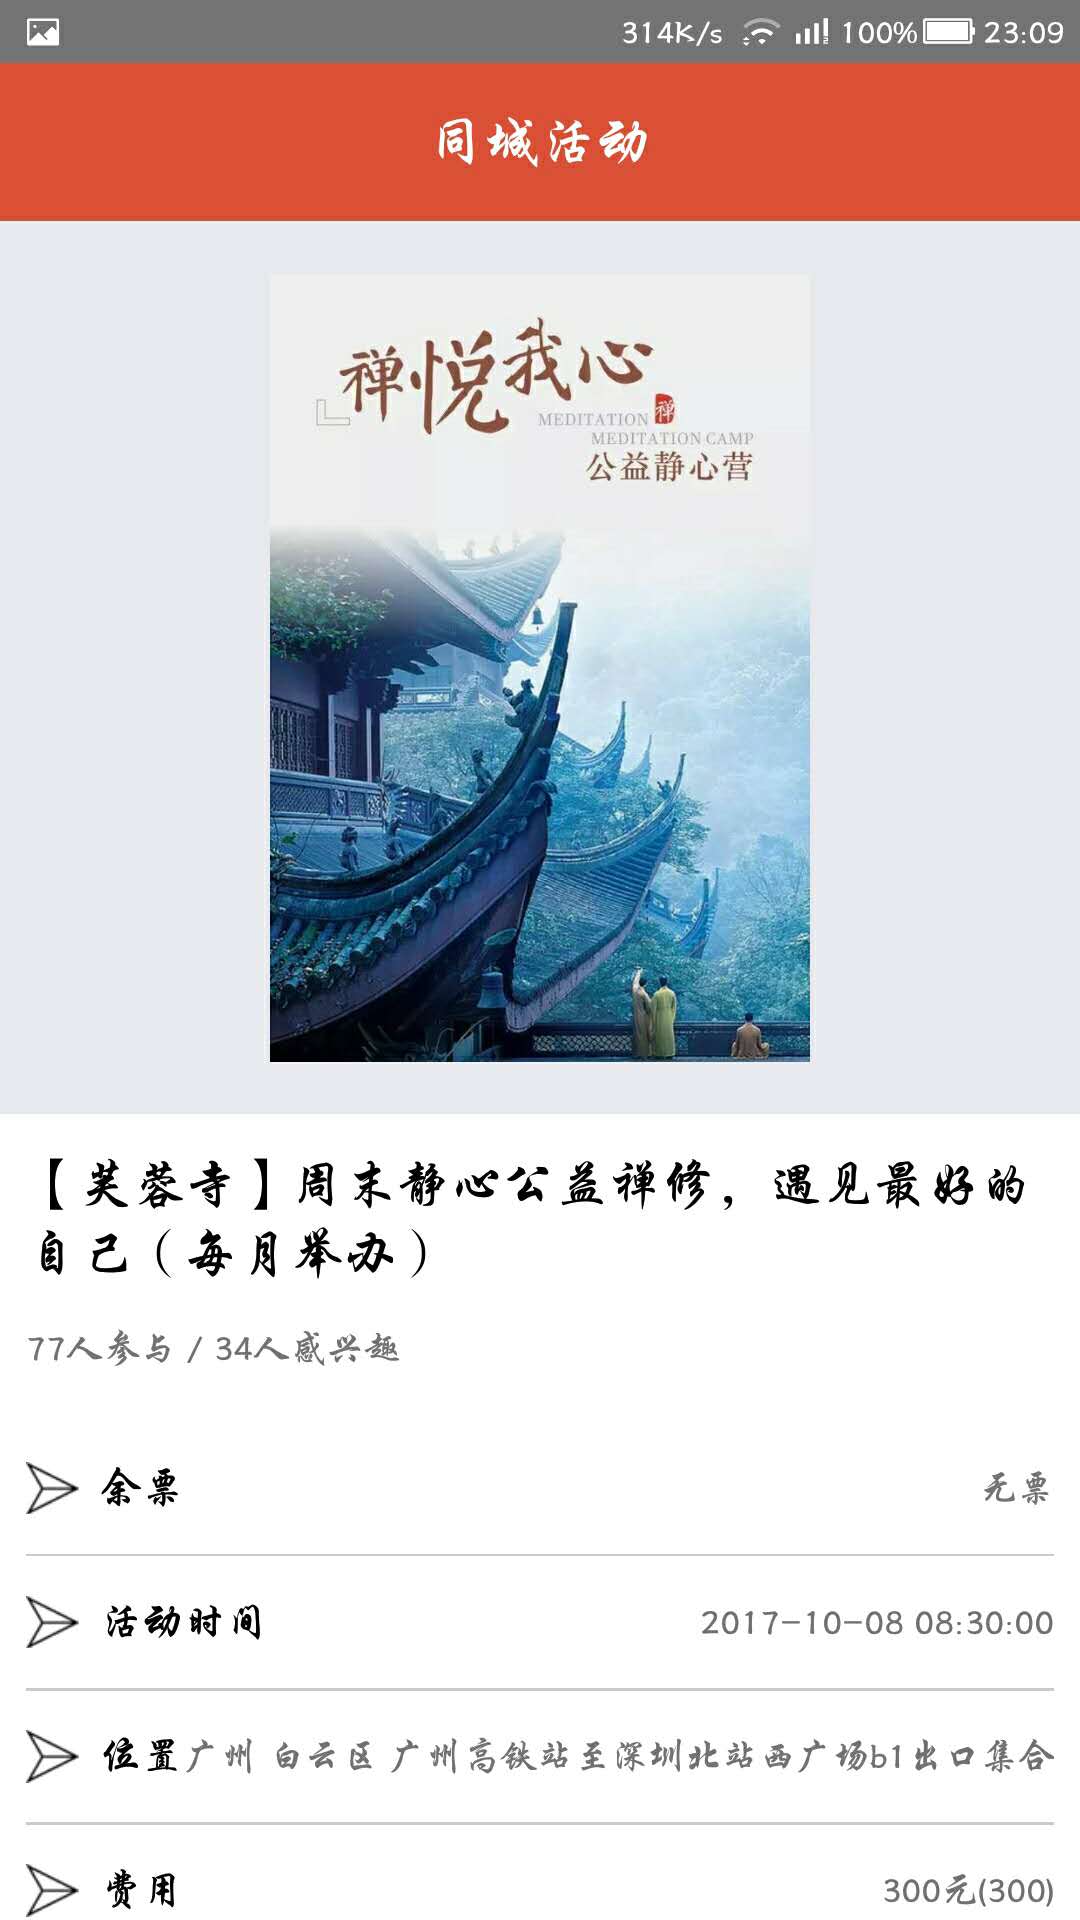 314K/s 100% 23:09
同城活动
禅悦我心
MEDITATION 禅
MEDITATION CAMP
公益静心营
【芙蓉寺】周末静心公益禅修，遇见最好的
自己（每月举办）
77人参与 / 34人感兴趣
余票 无票
活动时间 2017-10-08 08:30:00
位置广州 白云区 广州高铁站至深圳北站西广场b1出口集合
费用 300元(300)